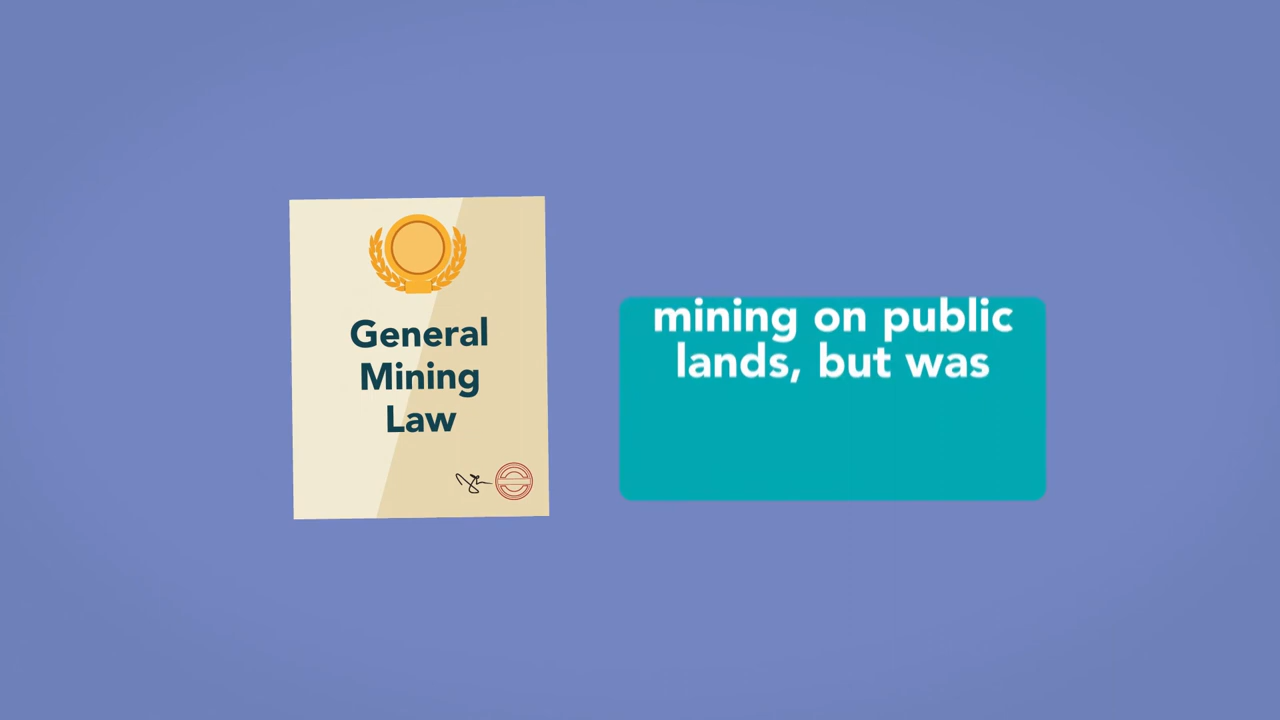 General
Mining
Law
mining on public
lands, but was